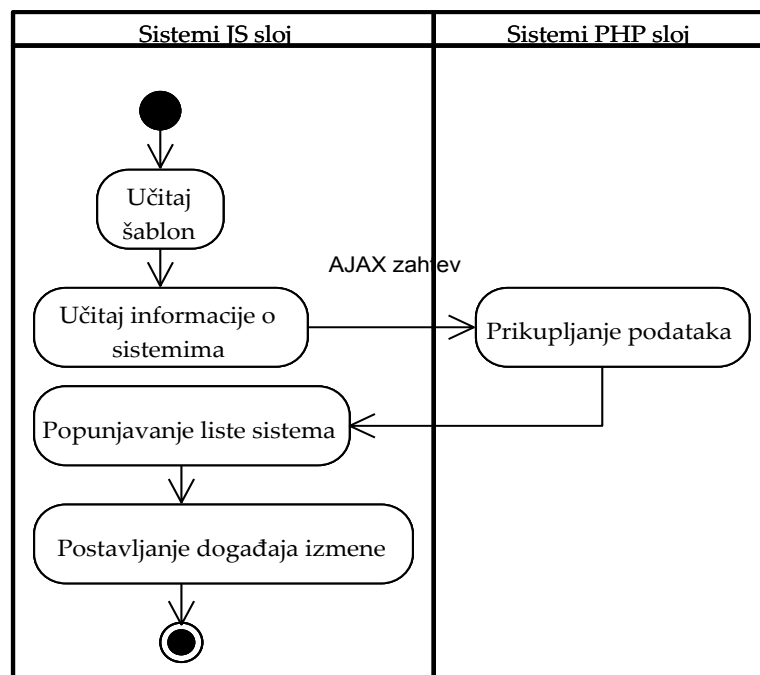 Sistemi JS sloj
Sistemi PHP sloj
Učitaj
šablon
AJAX zahtev
Učitaj informacije o
sistemima
Prikupljanje podataka
Popunjavanje liste sistema
Postavljanje događaja izmene